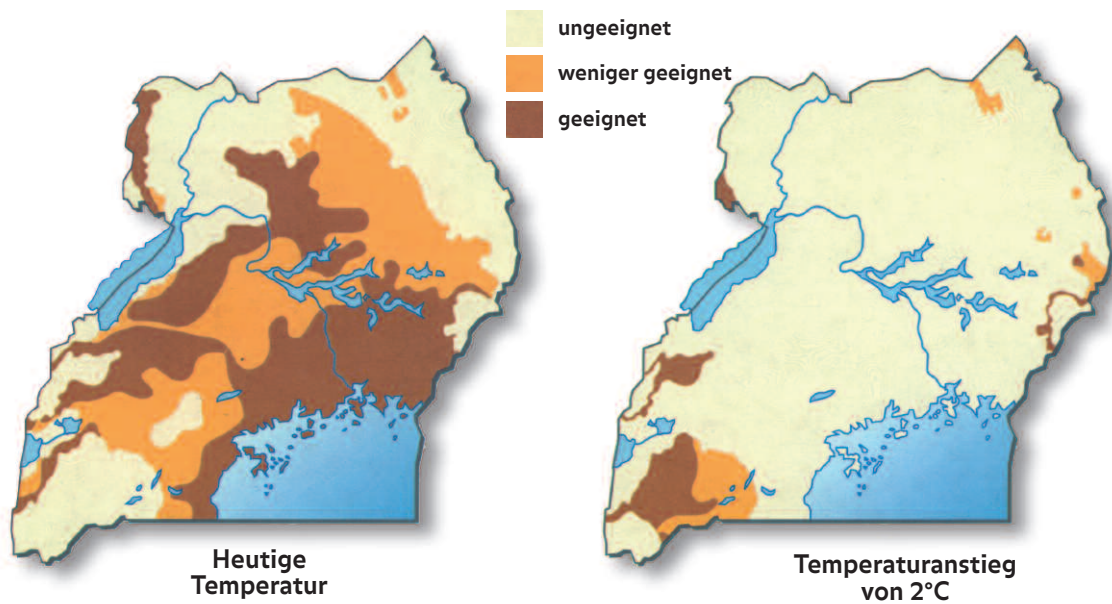 ungeeignet
weniger geeignet
geeignet
Heutige
Temperatur
Temperaturanstieg
von 2°C